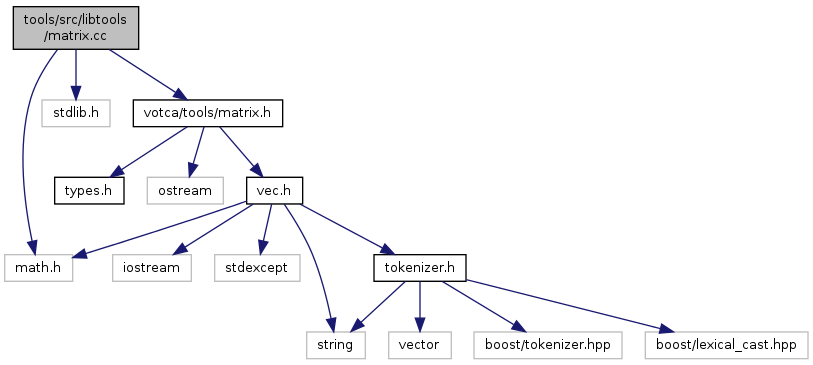 tools/src/libtools
/matrix.cc
stdlib.h
votca/tools/matrix.h
types.h
ostream
vec.h
math.h
iostream
stdexcept
tokenizer.h
string
vector
boost/tokenizer.hpp
boost/lexical_cast.hpp